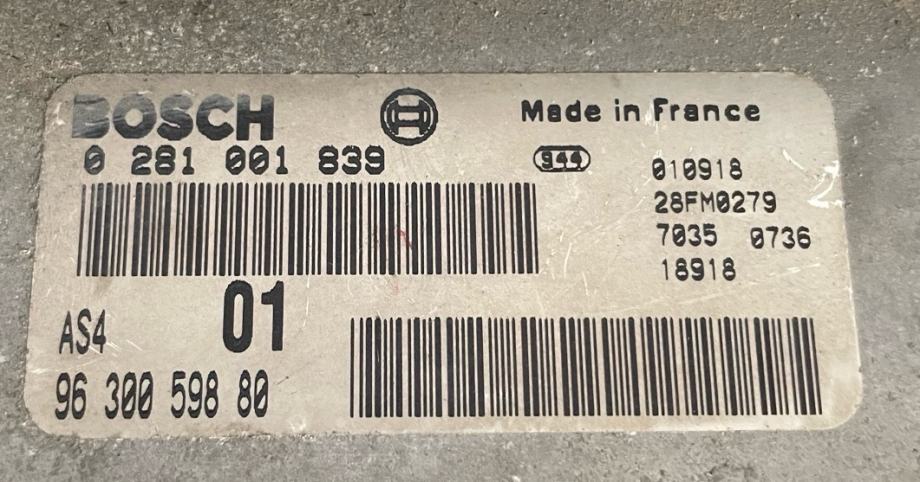 BOSCH
Made in France
0 281 001 839
944
010918
28FM0279
7035 0736
18918
01
AS4
96 300 598 80